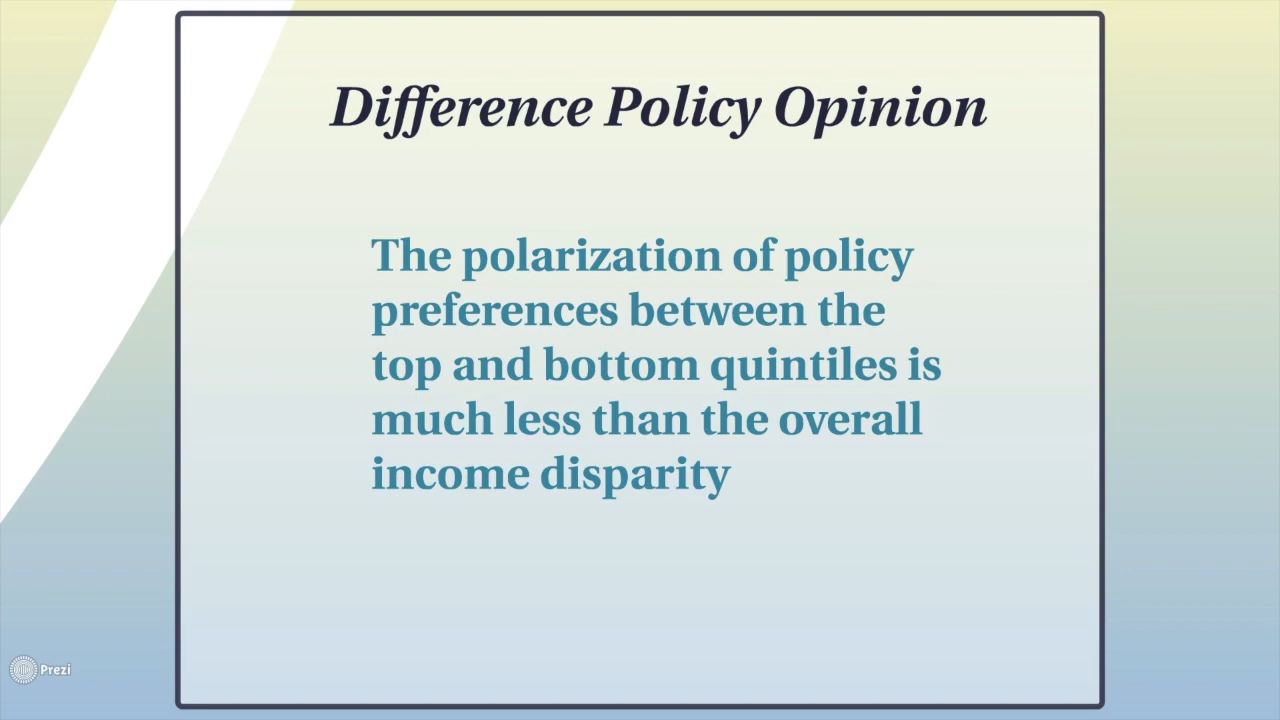 Difference Policy Opinion
The polarization of policy
preferences between the
top and bottom quintiles is
much less than the overall
income disparity
Prezi